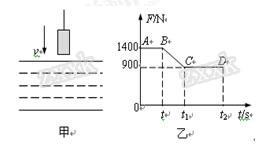 F/N
v
1400 A B
900 C D
0 t t₁ t₂ t/s
甲 乙